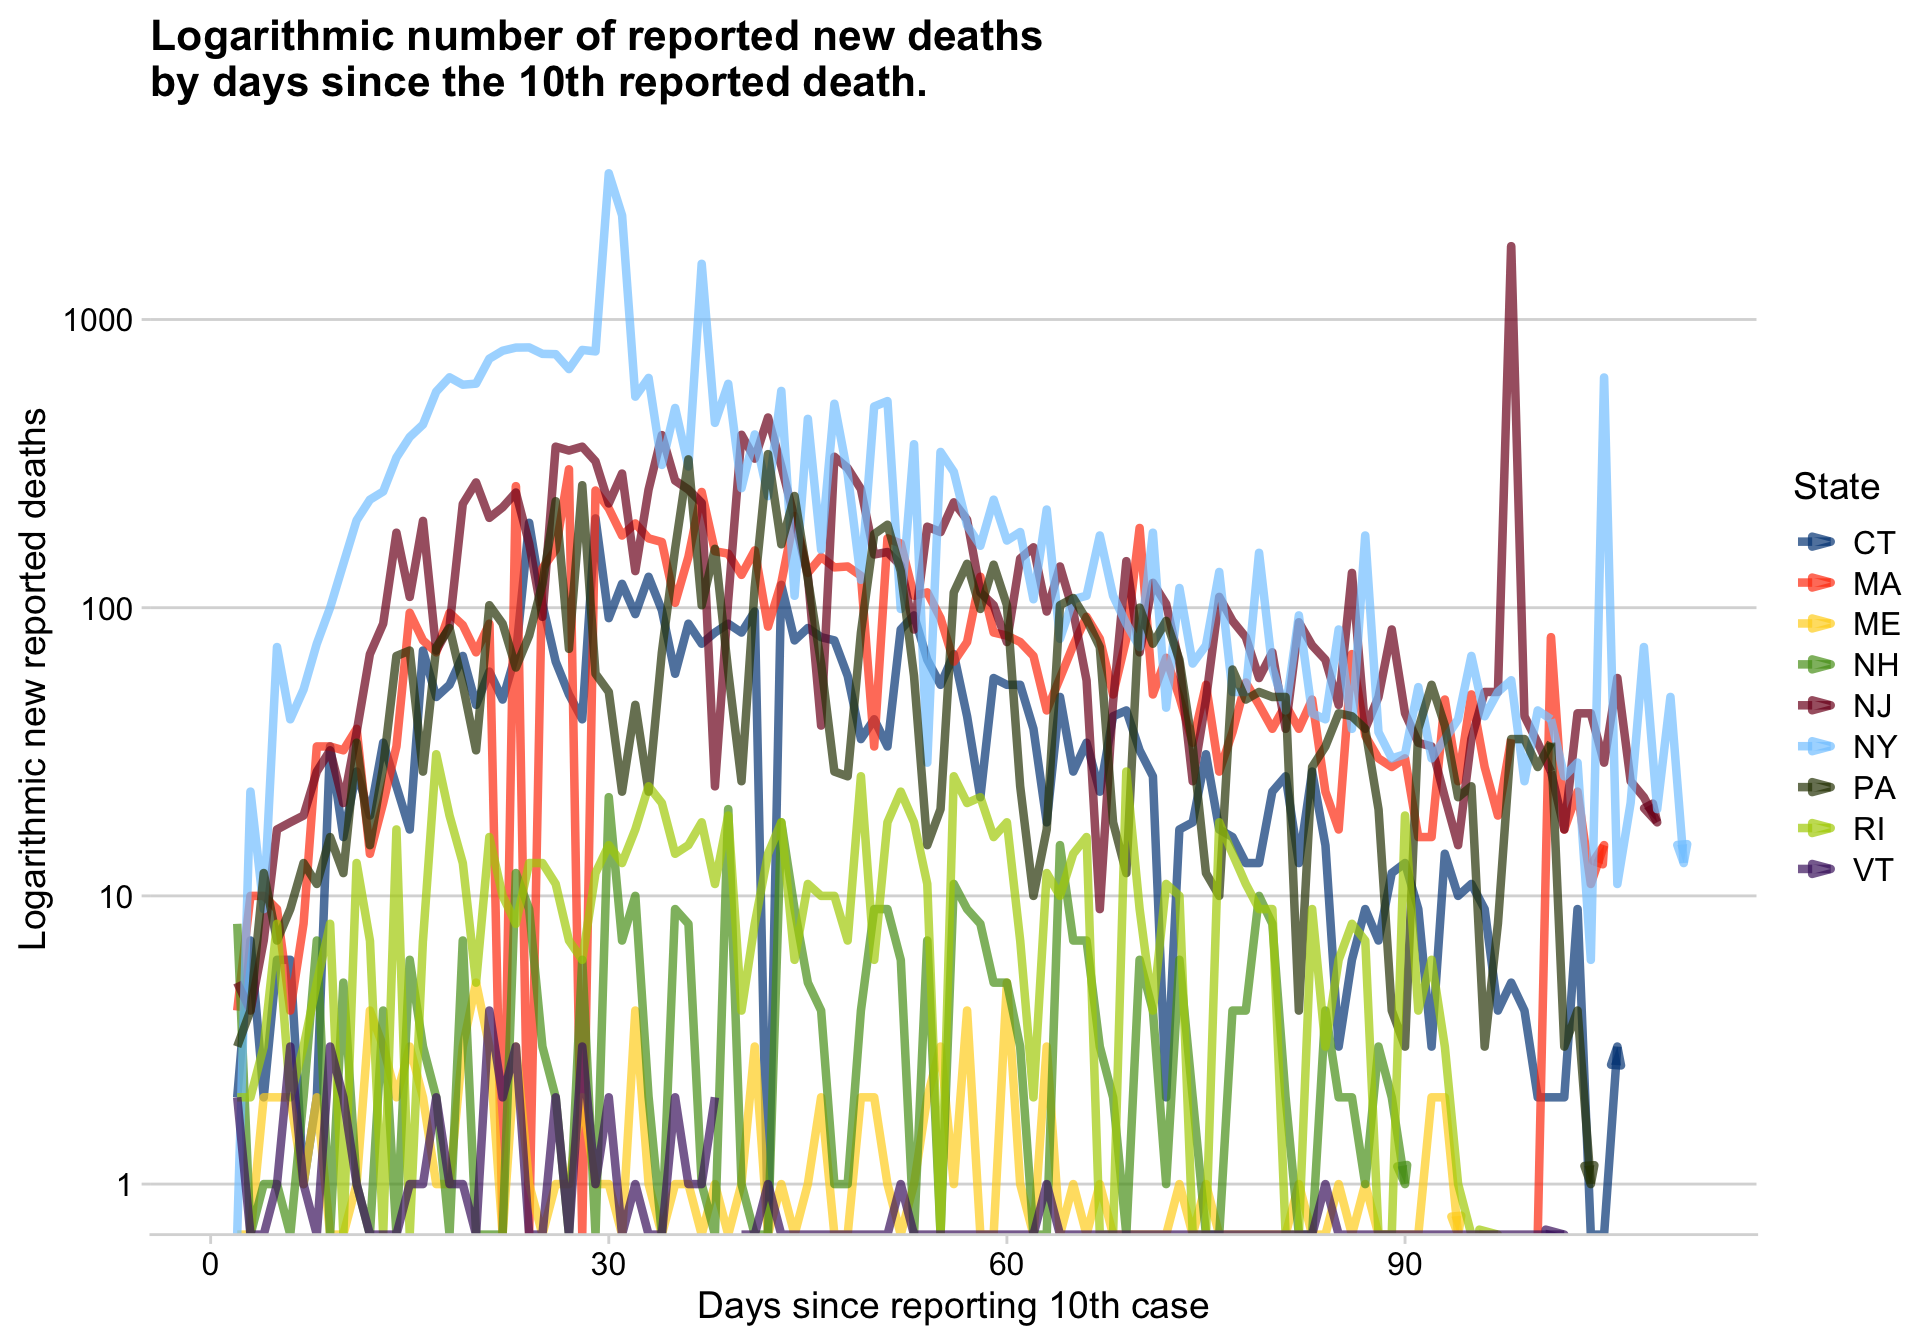 Logarithmic number of reported new deaths
by days since the 10th reported death.
Logarithmic new reported deaths
1000
100
10
1
0
30
60
90
Days since reporting 10th case
State
CT
MA
ME
NH
NJ
NY
PA
RI
VT